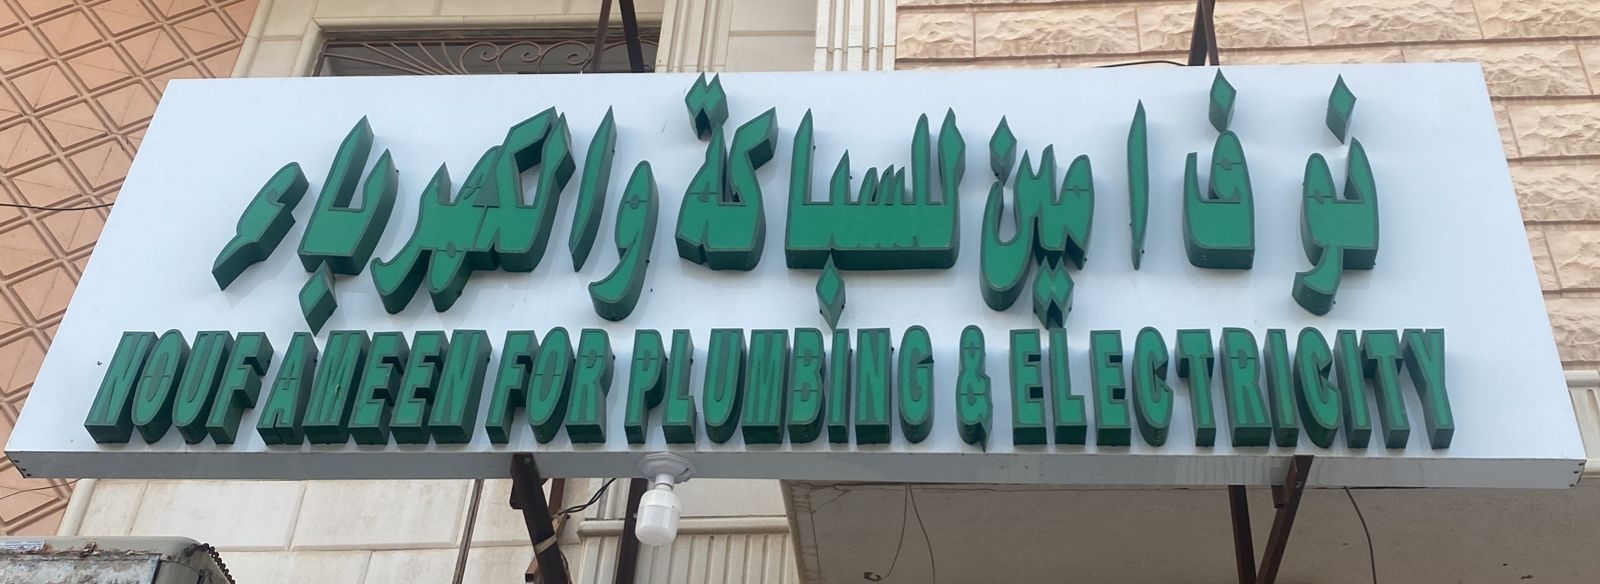 نوف امين للسباكة والكهرباء
NOUF AMEEN FOR PLUMBING & ELECTRICITY